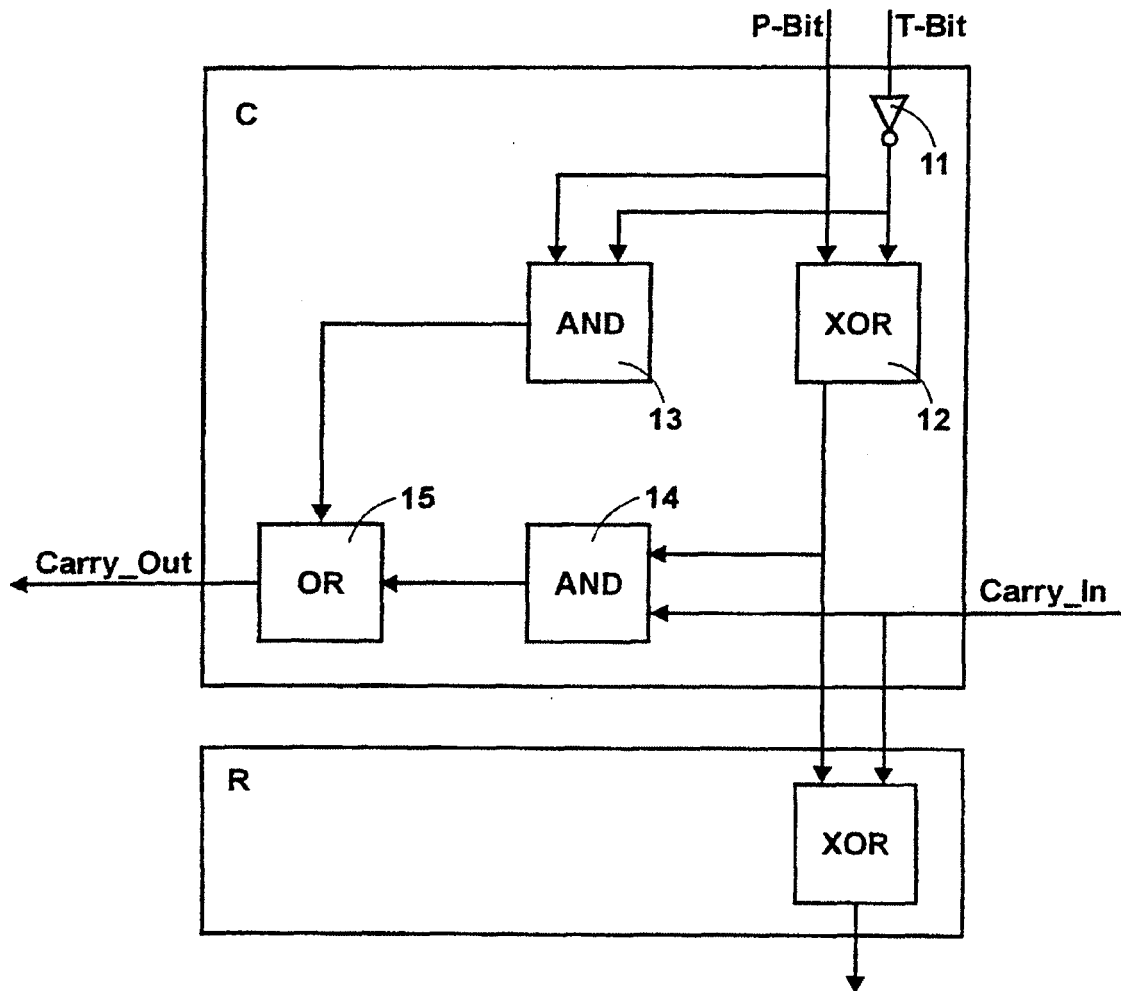 P-Bit T-Bit
C
11
AND XOR
13 12
15 14
Carry_Out OR AND Carry_In
R
XOR